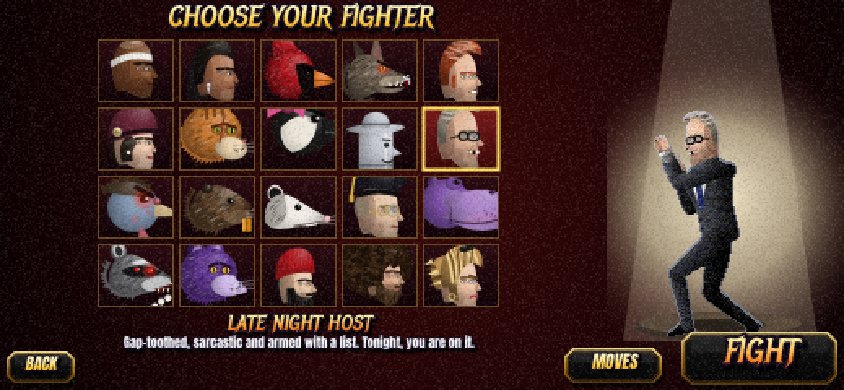 CHOOSE YOUR FIGHTER
LATE NIGHT HOST
Gap-toothed, sarcastic and armed with a list. Tonight, you are on it.
BACK
MOVES
FIGHT